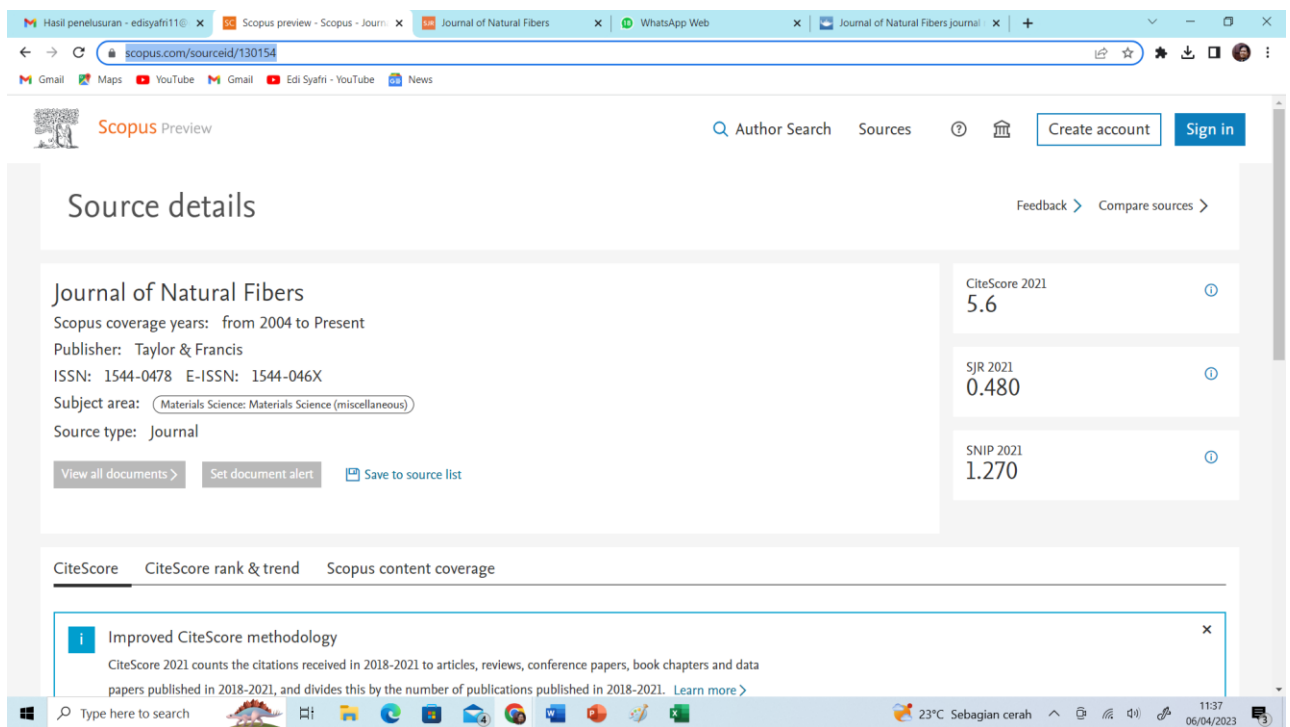 Hasil penelusuran - edisyafri11@
Scopus preview - Scopus - Journ
Journal of Natural Fibers
WhatsApp Web
Journal of Natural Fibers journal
scopus.com/sourceid/130154
Gmail Maps YouTube Gmail Edi Syafri - YouTube News
Scopus Preview
Author Search Sources Create account Sign in
Source details
Feedback Compare sources
Journal of Natural Fibers
Scopus coverage years: from 2004 to Present
Publisher: Taylor & Francis
ISSN: 1544-0478 E-ISSN: 1544-046X
Subject area: Materials Science: Materials Science (miscellaneous)
Source type: Journal
View all documents > Set document alert Save to source list
CiteScore 2021
5.6
SJR 2021
0.480
SNIP 2021
1.270
CiteScore CiteScore rank & trend Scopus content coverage
i Improved CiteScore methodology
CiteScore 2021 counts the citations received in 2018-2021 to articles, reviews, conference papers, book chapters and data
papers published in 2018-2021, and divides this by the number of publications published in 2018-2021. Learn more >
Type here to search
23°C Sebagian cerah
11:37
06/04/2023